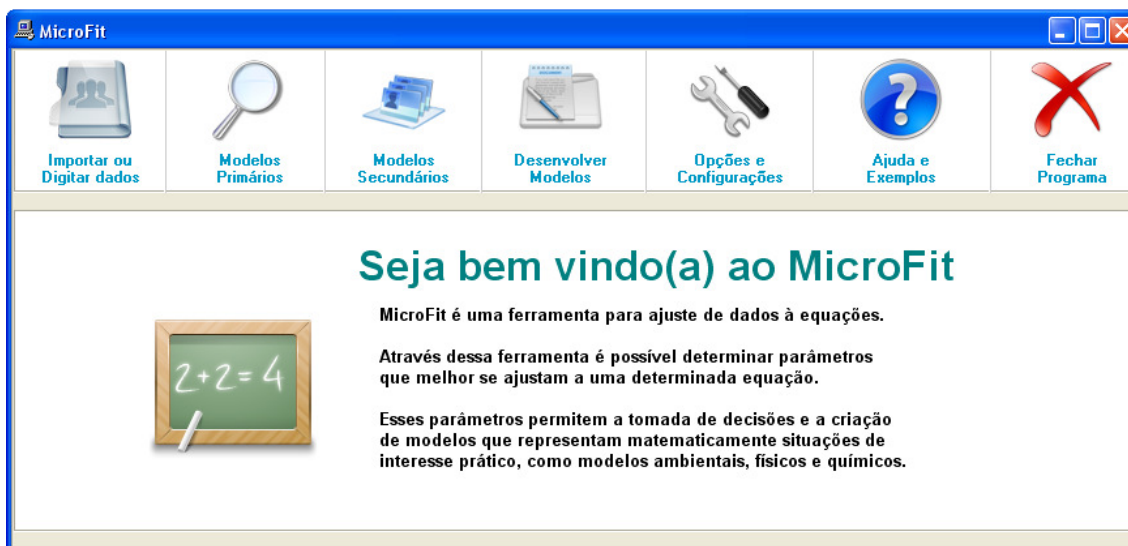 MicroFit
Importar ou
Digitar dados
Modelos
Primários
Modelos
Secundários
Desenvolver
Modelos
Opções e
Configurações
Ajuda e
Exemplos
Fechar
Programa
Seja bem vindo(a) ao MicroFit
MicroFit é uma ferramenta para ajuste de dados à equações.
Através dessa ferramenta é possível determinar parâmetros
que melhor se ajustam a uma determinada equação.
Esses parâmetros permitem a tomada de decisões e a criação
de modelos que representam matematicamente situações de
interesse prático, como modelos ambientais, físicos e químicos.
2+2=4